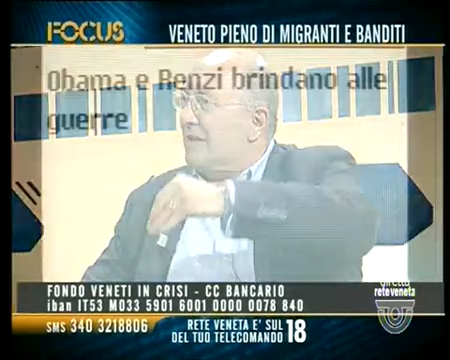 FOCUS
VENETO PIENO DI MIGRANTI E BANDITI
Obama e Renzi brindano alle
guerre
FONDO VENETI IN CRISI - CC BANCARIO
iban IT53 M033 5901 6001 0000 0078 840
diretta
reteveneta
SMS 340 3218806
RETE VENETA E' SUL
DEL TUO TELECOMANDO 18